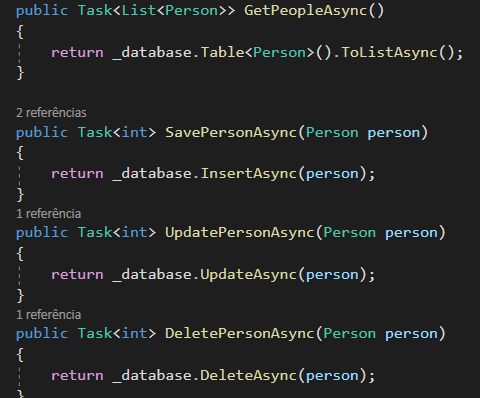 public Task<List<Person>> GetPeopleAsync()
{
return _database.Table<Person>().ToListAsync();
}
2 referências
public Task<int> SavePersonAsync(Person person)
{
return _database.InsertAsync(person);
}
1 referência
public Task<int> UpdatePersonAsync(Person person)
{
return _database.UpdateAsync(person);
}
1 referência
public Task<int> DeletePersonAsync(Person person)
{
return _database.DeleteAsync(person);
}